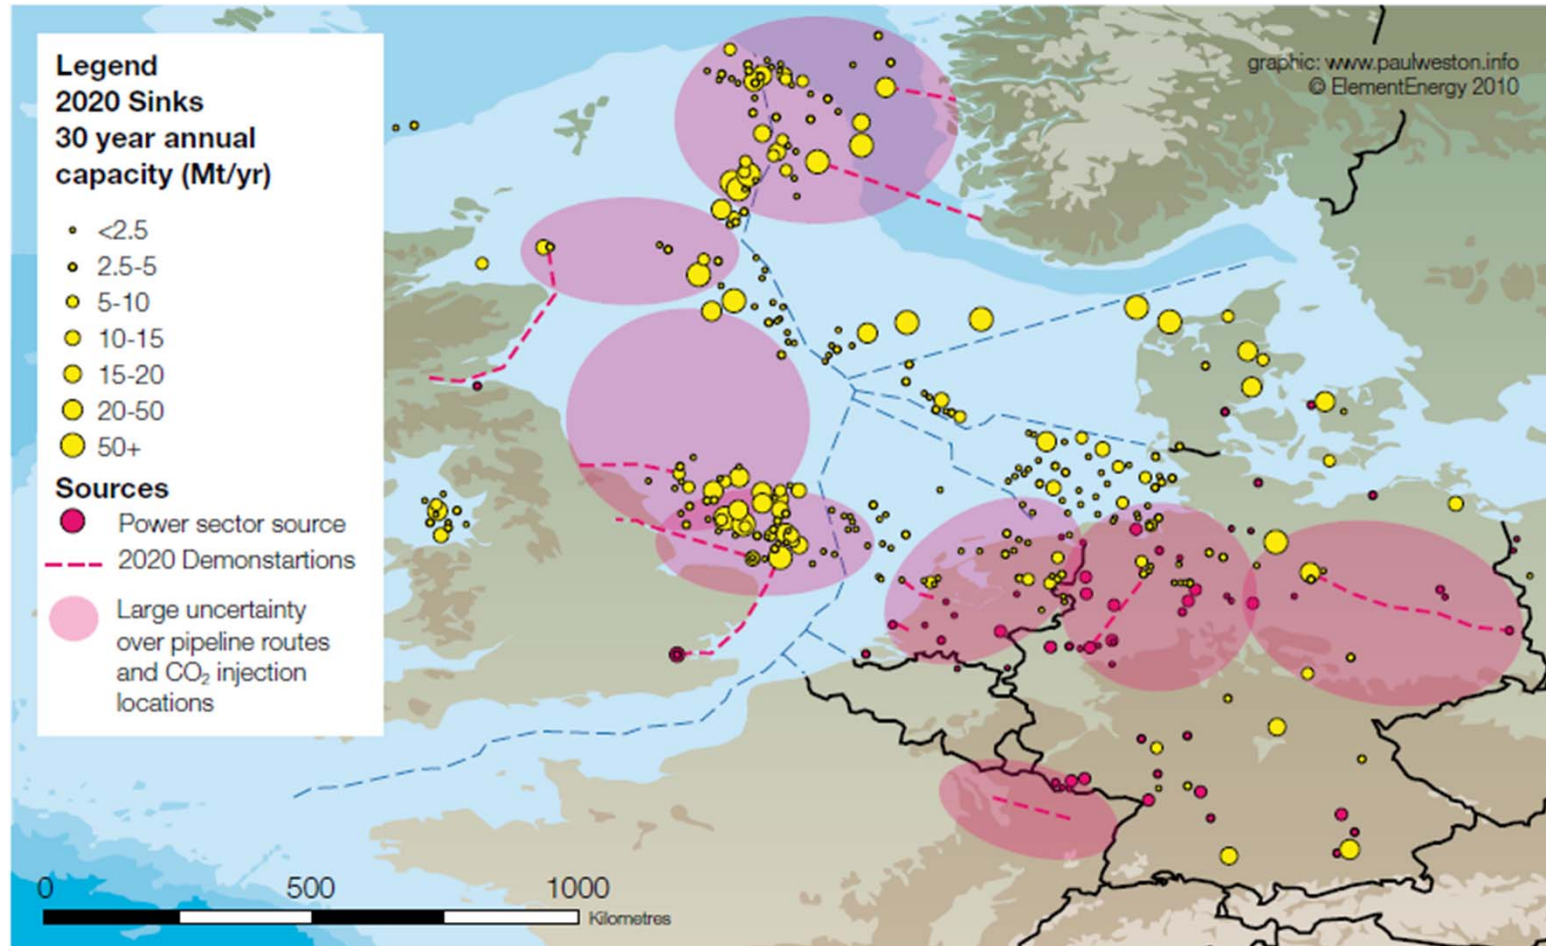 graphic: www.paulweston.info
© ElementEnergy 2010
Legend
2020 Sinks
30 year annual
capacity (Mt/yr)
<2.5
2.5-5
5-10
10-15
15-20
20-50
50+
Sources
Power sector source
2020 Demonstartions
Large uncertainty
over pipeline routes
and CO₂ injection
locations
0 500 1000
Kilometres